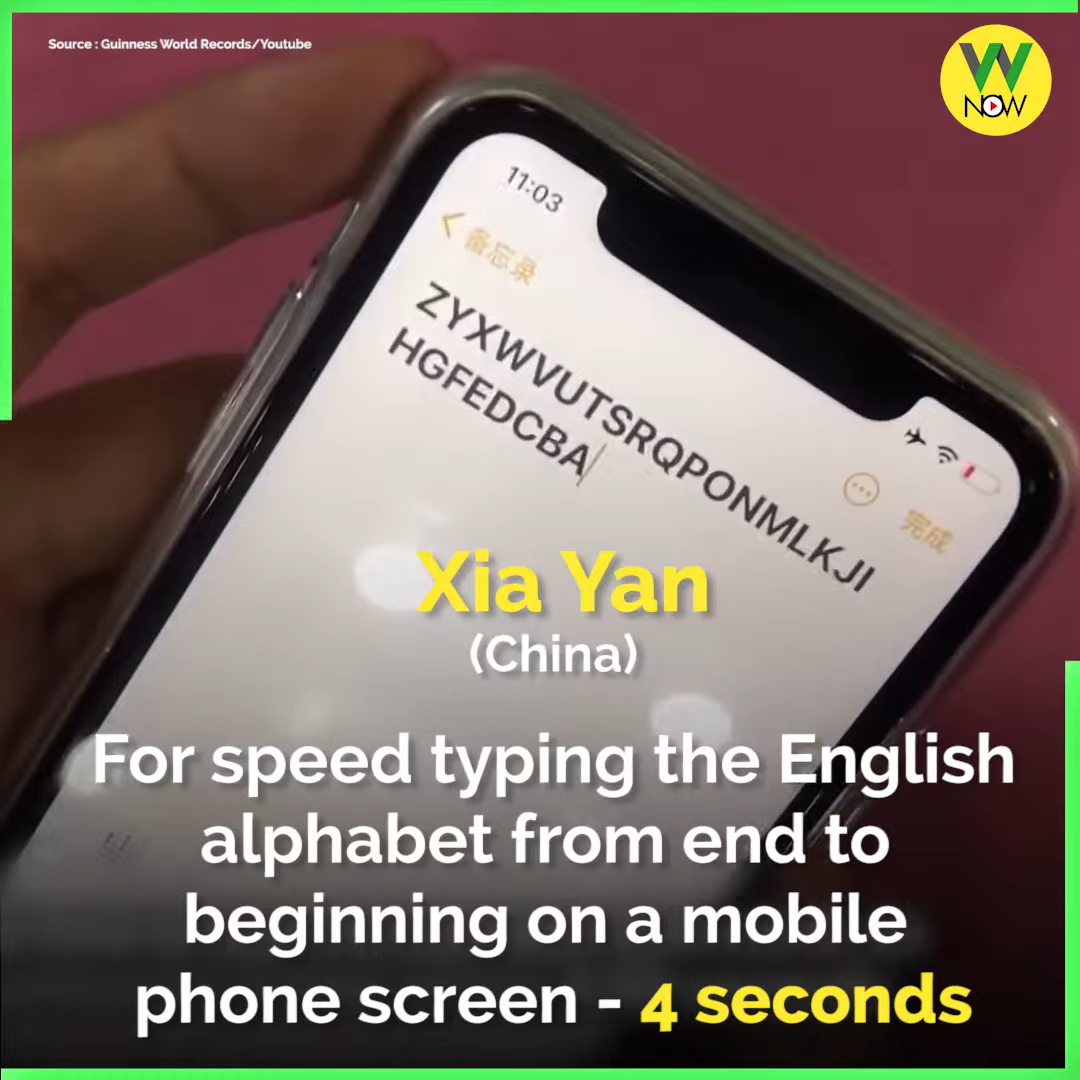 Source : Guinness World Records/Youtube
W
NOW
11:03
备忘录
ZYXWVUTSRQPONMLKJI
HGFEDCBA
完成
Xia Yan
(China)
For speed typing the English
alphabet from end to
beginning on a mobile
phone screen - 4 seconds